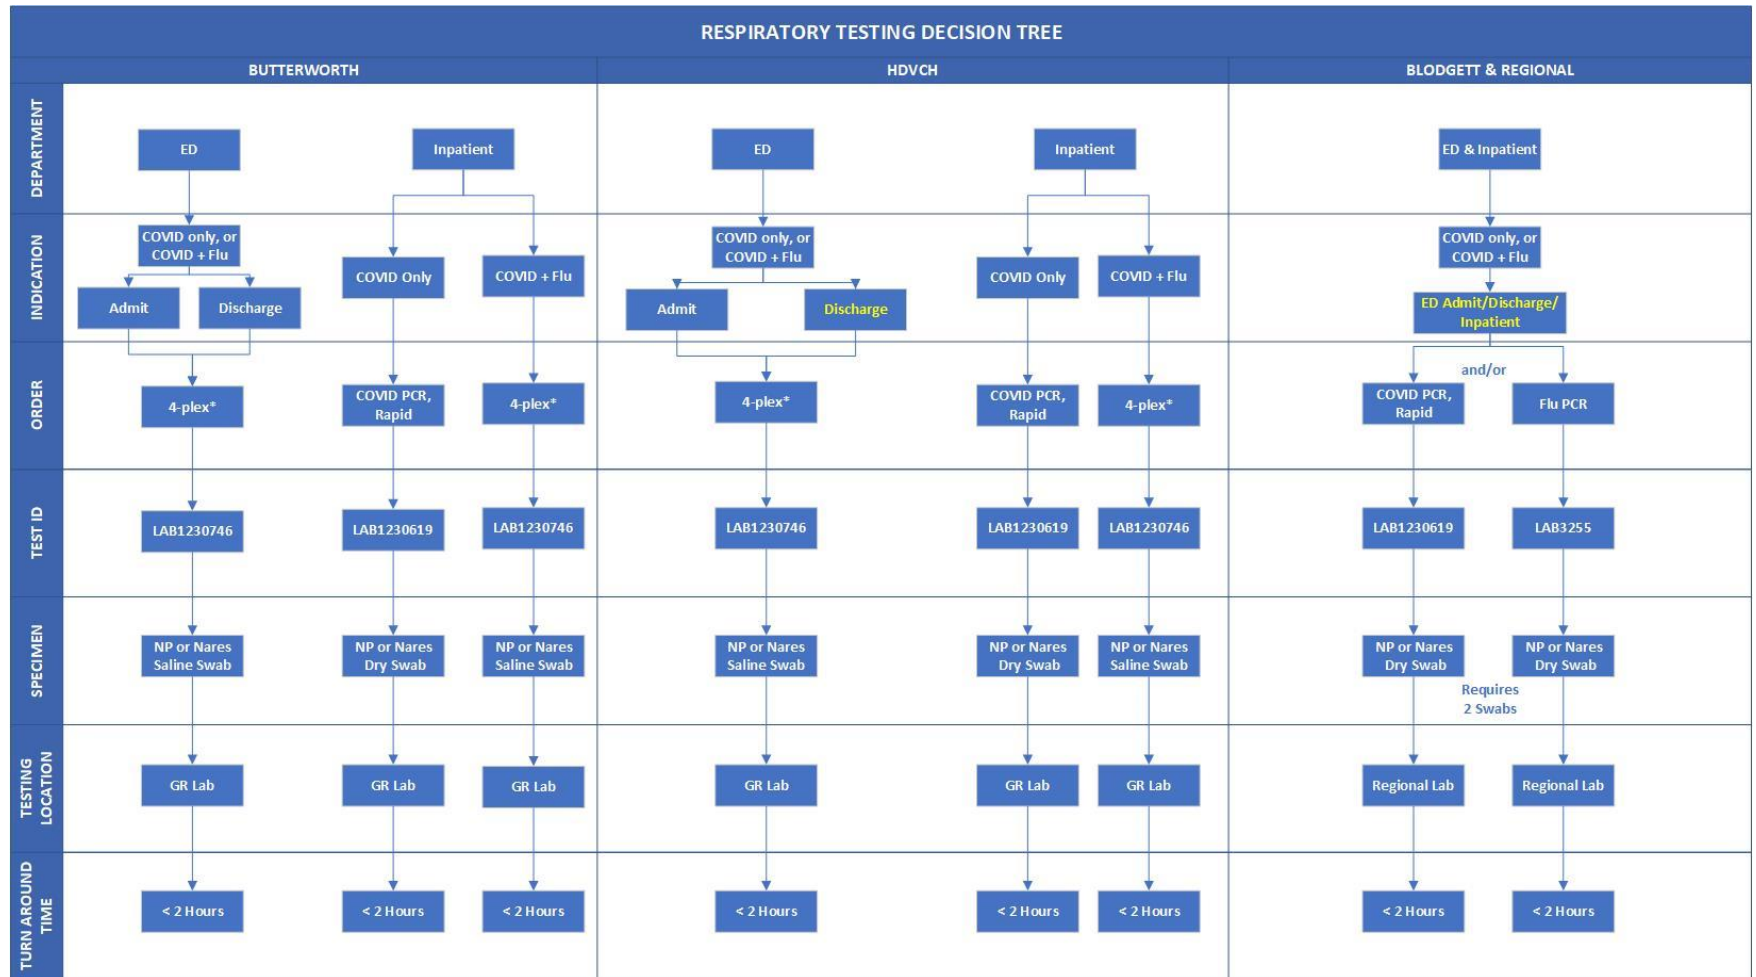 RESPIRATORY TESTING DECISION TREE
BUTTERWORTH
HDVCH
BLODGETT & REGIONAL
DEPARTMENT
ED
Inpatient
ED
Inpatient
ED & Inpatient
INDICATION
COVID only, or
COVID + Flu
Admit
Discharge
COVID Only
COVID + Flu
COVID only, or
COVID + Flu
Admit
Discharge
COVID Only
COVID + Flu
COVID only, or
COVID + Flu
ED Admit/Discharge/
Inpatient
ORDER
4-plex*
COVID PCR,
Rapid
4-plex*
4-plex*
COVID PCR,
Rapid
4-plex*
and/or
COVID PCR,
Rapid
Flu PCR
TEST ID
LAB1230746
LAB1230619
LAB1230746
LAB1230746
LAB1230619
LAB1230746
LAB1230619
LAB3255
SPECIMEN
NP or Nares
Saline Swab
NP or Nares
Dry Swab
NP or Nares
Saline Swab
NP or Nares
Saline Swab
NP or Nares
Dry Swab
NP or Nares
Saline Swab
NP or Nares
Dry Swab
NP or Nares
Dry Swab
Requires
2 Swabs
TESTING
LOCATION
GR Lab
GR Lab
GR Lab
GR Lab
GR Lab
GR Lab
Regional Lab
Regional Lab
TURN AROUND
TIME
< 2 Hours
< 2 Hours
< 2 Hours
< 2 Hours
< 2 Hours
< 2 Hours
< 2 Hours
< 2 Hours